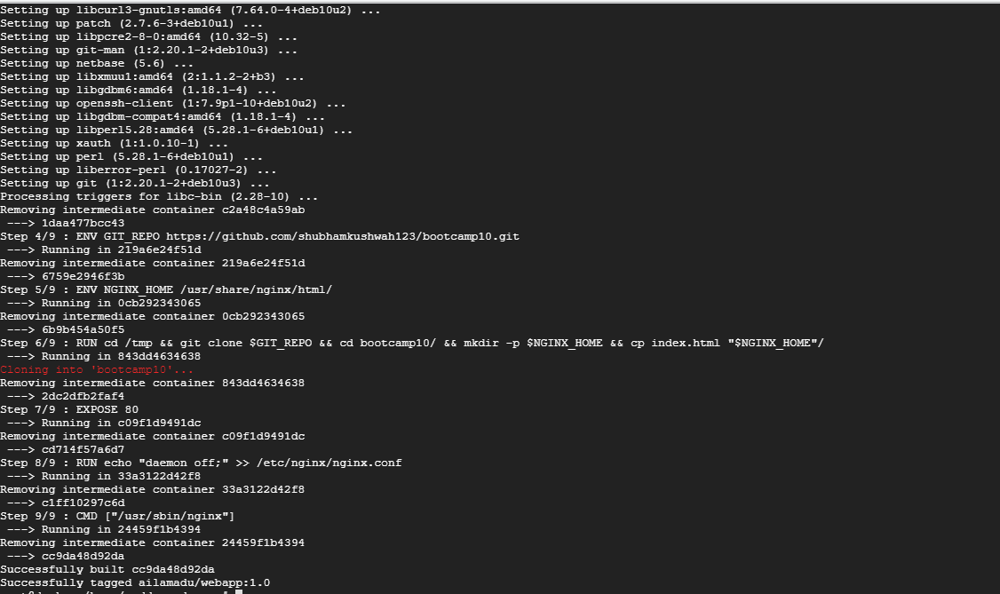 Setting up libcurl3-gnutls:amd64 (7.64.0-4+deb10u2) ...
Setting up patch (2.7.6-3+deb10u1) ...
Setting up libpcre2-8-0:amd64 (10.32-5) ...
Setting up git-man (1:2.20.1-2+deb10u3) ...
Setting up netbase (5.6) ...
Setting up libxmuu1:amd64 (2:1.1.2-2+b3) ...
Setting up libgdbm6:amd64 (1.18.1-4) ...
Setting up openssh-client (1:7.9p1-10+deb10u2) ...
Setting up libgdbm-compat4:amd64 (1.18.1-4) ...
Setting up libperl5.28:amd64 (5.28.1-6+deb10u1) ...
Setting up xauth (1:1.0.10-1) ...
Setting up perl (5.28.1-6+deb10u1) ...
Setting up liberror-perl (0.17027-2) ...
Setting up git (1:2.20.1-2+deb10u3) ...
Processing triggers for libc-bin (2.28-10) ...
Removing intermediate container c2a48c4a59ab
 ---> 1daa477bcc43
Step 4/9 : ENV GIT_REPO https://github.com/shubhamkushwah123/bootcamp10.git
 ---> Running in 219a6e24f51d
Removing intermediate container 219a6e24f51d
 ---> 6759e2946f3b
Step 5/9 : ENV NGINX_HOME /usr/share/nginx/html/
 ---> Running in 0cb292343065
Removing intermediate container 0cb292343065
 ---> 6b9b454a50f5
Step 6/9 : RUN cd /tmp && git clone $GIT_REPO && cd bootcamp10/ && mkdir -p $NGINX_HOME && cp index.html "$NGINX_HOME"/
 ---> Running in 843dd4634638
Cloning into 'bootcamp10'...
Removing intermediate container 843dd4634638
 ---> 2dc2dfb2faf4
Step 7/9 : EXPOSE 80
 ---> Running in c09f1d9491dc
Removing intermediate container c09f1d9491dc
 ---> cd714f57a6d7
Step 8/9 : RUN echo "daemon off;" >> /etc/nginx/nginx.conf
 ---> Running in 33a3122d42f8
Removing intermediate container 33a3122d42f8
 ---> c1ff10297c6d
Step 9/9 : CMD ["/usr/sbin/nginx"]
 ---> Running in 24459f1b4394
Removing intermediate container 24459f1b4394
 ---> cc9da48d92da
Successfully built cc9da48d92da
Successfully tagged ailamadu/webapp:1.0